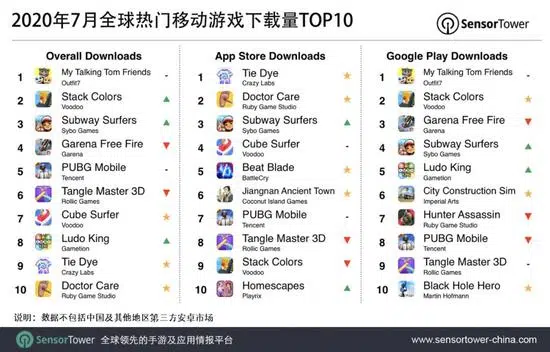 2020年7月全球热门移动游戏下载量TOP10
SensorTower
Overall Downloads
1
My Talking Tom Friends
Outfit7
-
2
Stack Colors
Voodoo
3
Subway Surfers
Sybo Games
4
Garena Free Fire
Garena
5
PUBG Mobile
Tencent
-
6
Tangle Master 3D
Rollic Games
7
Cube Surfer
Voodoo
8
Ludo King
Gametion
9
Tie Dye
Crazy Labs
10
Doctor Care
Ruby Game Studio
App Store Downloads
1
Tie Dye
Crazy Labs
2
Doctor Care
Ruby Game Studio
3
Subway Surfers
Sybo Games
4
Cube Surfer
Voodoo
-
5
Beat Blade
BattleCry
6
Jiangnan Ancient Town
Coconut Island Games
7
PUBG Mobile
Tencent
-
8
Tangle Master 3D
Rollic Games
9
Stack Colors
Voodoo
10
Homescapes
Playrix
Google Play Downloads
1
My Talking Tom Friends
Outfit7
-
2
Stack Colors
Voodoo
3
Garena Free Fire
Garena
4
Subway Surfers
Sybo Games
5
Ludo King
Gametion
6
City Construction Sim
Imperial Arts
7
Hunter Assassin
Ruby Game Studio
8
PUBG Mobile
Tencent
9
Tangle Master 3D
Rollic Games
-
10
Black Hole Hero
Martin Hofmann
说明：数据不包括中国及其他地区第三方安卓市场
SensorTower 全球领先的手游及应用情报平台
www.sensortower-china.com